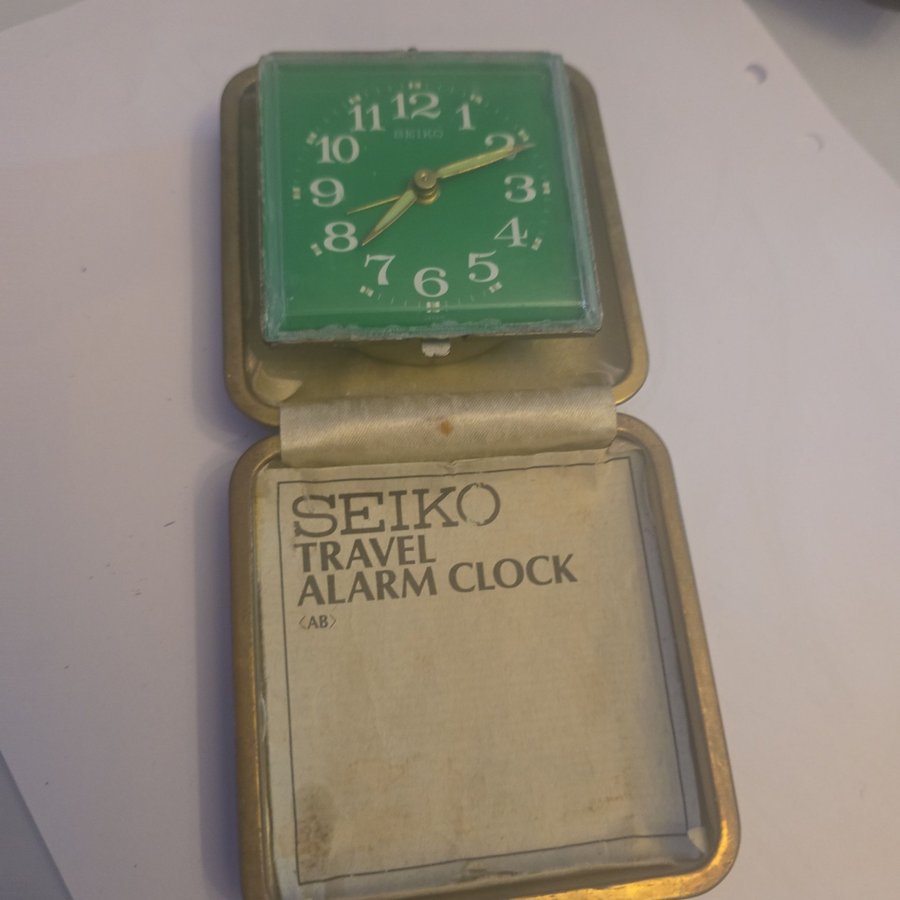 12
11
1
SEIKO
10
2
9
3
8
4
7
5
6
SEIKO
TRAVEL
ALARM CLOCK
〈AB〉